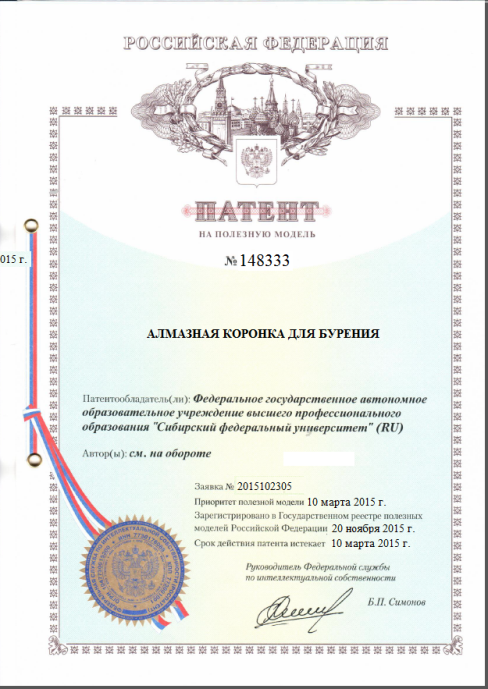 РОССИЙСКАЯ ФЕДЕРАЦИЯ
ПАТЕНТ
НА ПОЛЕЗНУЮ МОДЕЛЬ
№ 148333
015 г.
АЛМАЗНАЯ КОРОНКА ДЛЯ БУРЕНИЯ
Патентообладатель(ли): Федеральное государственное автономное
образовательное учреждение высшего профессионального
образования "Сибирский федеральный университет" (RU)
Автор(ы): см. на обороте
Заявка № 2015102305
Приоритет полезной модели 10 марта 2015 г.
Зарегистрировано в Государственном реестре полезных
моделей Российской Федерации 20 ноября 2015 г.
Срок действия патента истекает 10 марта 2015 г.
Руководитель Федеральной службы
по интеллектуальной собственности
Б.П. Симонов